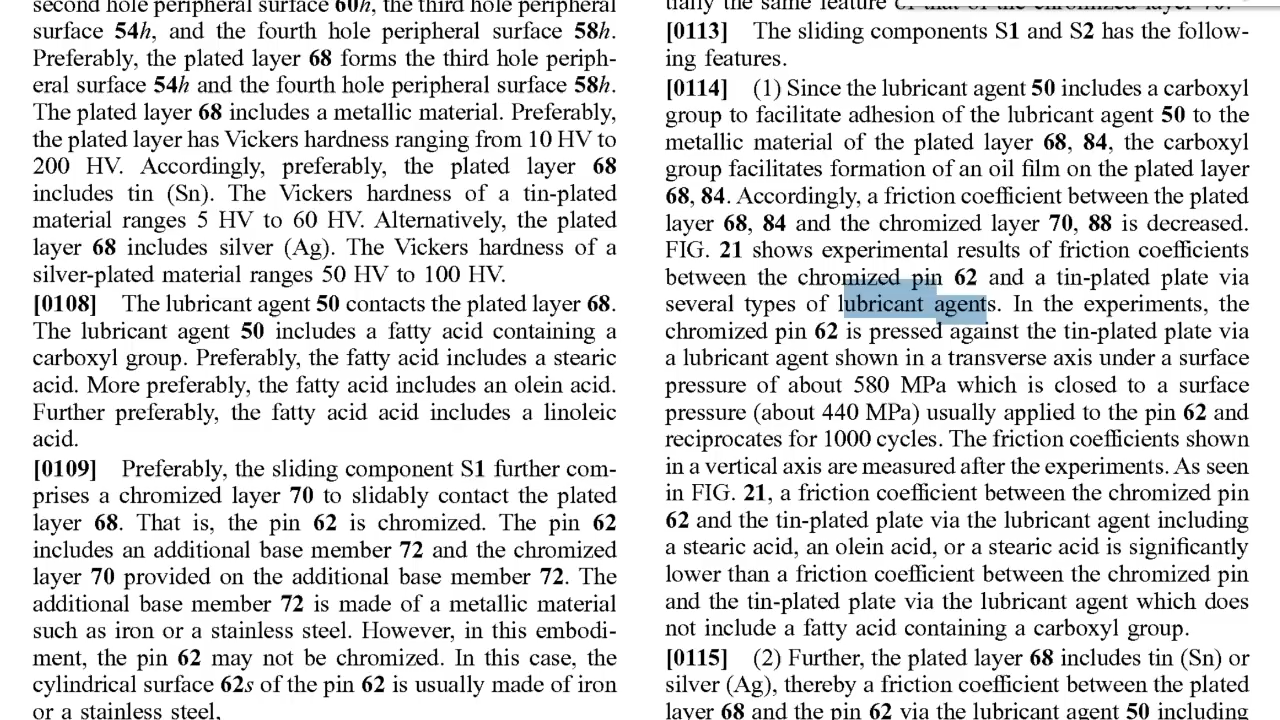 second hole peripheral surface 60h, the third hole peripheral
surface 54h, and the fourth hole peripheral surface 58h.
Preferably, the plated layer 68 forms the third hole periph-
eral surface 54h and the fourth hole peripheral surface 58h.
The plated layer 68 includes a metallic material. Preferably,
the plated layer has Vickers hardness ranging from 10 HV to
200 HV. Accordingly, preferably, the plated layer 68
includes tin (Sn). The Vickers hardness of a tin-plated
material ranges 5 HV to 60 HV. Alternatively, the plated
layer 68 includes silver (Ag). The Vickers hardness of a
silver-plated material ranges 50 HV to 100 HV.
[0108] The lubricant agent 50 contacts the plated layer 68.
The lubricant agent 50 includes a fatty acid containing a
carboxyl group. Preferably, the fatty acid includes a stearic
acid. More preferably, the fatty acid includes an olein acid.
Further preferably, the fatty acid acid includes a linoleic
acid.
[0109] Preferably, the sliding component S1 further com-
prises a chromized layer 70 to slidably contact the plated
layer 68. That is, the pin 62 is chromized. The pin 62
includes an additional base member 72 and the chromized
layer 70 provided on the additional base member 72. The
additional base member 72 is made of a metallic material
such as iron or a stainless steel. However, in this embodi-
ment, the pin 62 may not be chromized. In this case, the
cylindrical surface 62s of the pin 62 is usually made of iron
or a stainless steel,
tially the same feature of that of the chromized layer 70.
[0113] The sliding components S1 and S2 has the follow-
ing features.
[0114] (1) Since the lubricant agent 50 includes a carboxyl
group to facilitate adhesion of the lubricant agent 50 to the
metallic material of the plated layer 68, 84, the carboxyl
group facilitates formation of an oil film on the plated layer
68, 84. Accordingly, a friction coefficient between the plated
layer 68, 84 and the chromized layer 70, 88 is decreased.
FIG. 21 shows experimental results of friction coefficients
between the chromized pin 62 and a tin-plated plate via
several types of lubricant agents. In the experiments, the
chromized pin 62 is pressed against the tin-plated plate via
a lubricant agent shown in a transverse axis under a surface
pressure of about 580 MPa which is closed to a surface
pressure (about 440 MPa) usually applied to the pin 62 and
reciprocates for 1000 cycles. The friction coefficients shown
in a vertical axis are measured after the experiments. As seen
in FIG. 21, a friction coefficient between the chromized pin
62 and the tin-plated plate via the lubricant agent including
a stearic acid, an olein acid, or a stearic acid is significantly
lower than a friction coefficient between the chromized pin
and the tin-plated plate via the lubricant agent which does
not include a fatty acid containing a carboxyl group.
[0115] (2) Further, the plated layer 68 includes tin (Sn) or
silver (Ag), thereby a friction coefficient between the plated
layer 68 and the pin 62 via the lubricant agent 50 including